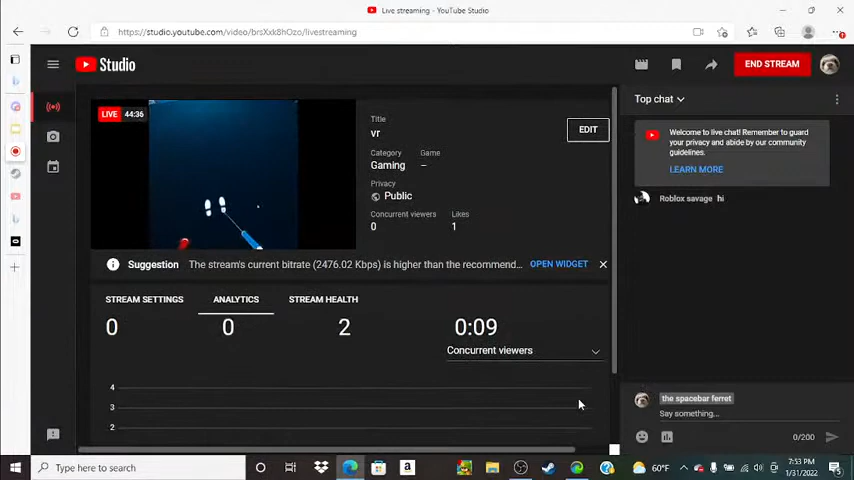 Live streaming - YouTube Studio
https://studio.youtube.com/video/brsXxk8hOzo/livestreaming
Studio
END STREAM
LIVE 44:36
Title
vr
EDIT
Category Game
Gaming –
Privacy
Public
Concurrent viewers Likes
0 1
Suggestion The stream's current bitrate (2476.02 Kbps) is higher than the recommend... OPEN WIDGET
STREAM SETTINGS ANALYTICS STREAM HEALTH
0 0 2 0:09
Concurrent viewers
4
3
2
Top chat
Welcome to live chat! Remember to guard
your privacy and abide by our community
guidelines.
LEARN MORE
Roblox savage hi
the spacebar ferret
Say something...
0/200
Type here to search
60°F
7:53 PM
1/31/2022